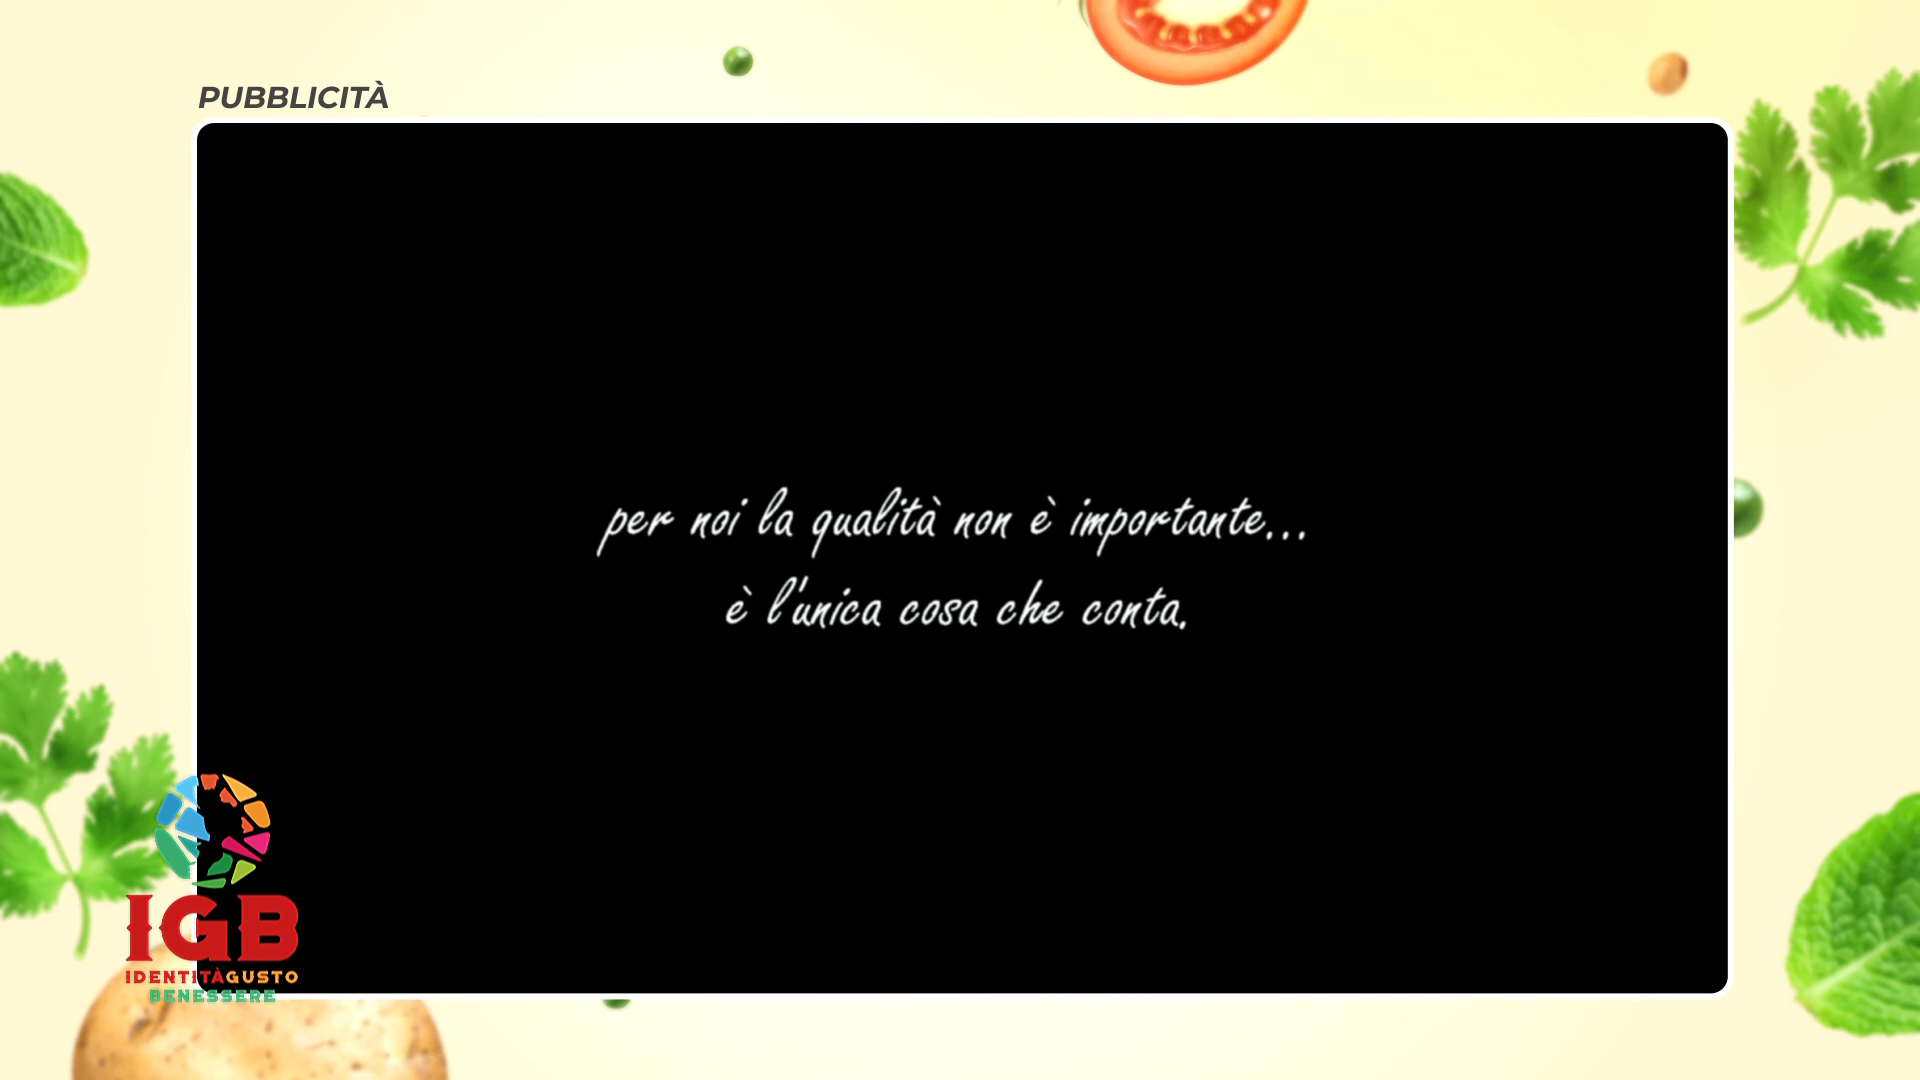 PUBBLICITÀ
per noi la qualità non è importante...
è l'unica cosa che conta.
IGB
IDENTITÀGUSTO
BENESSERE